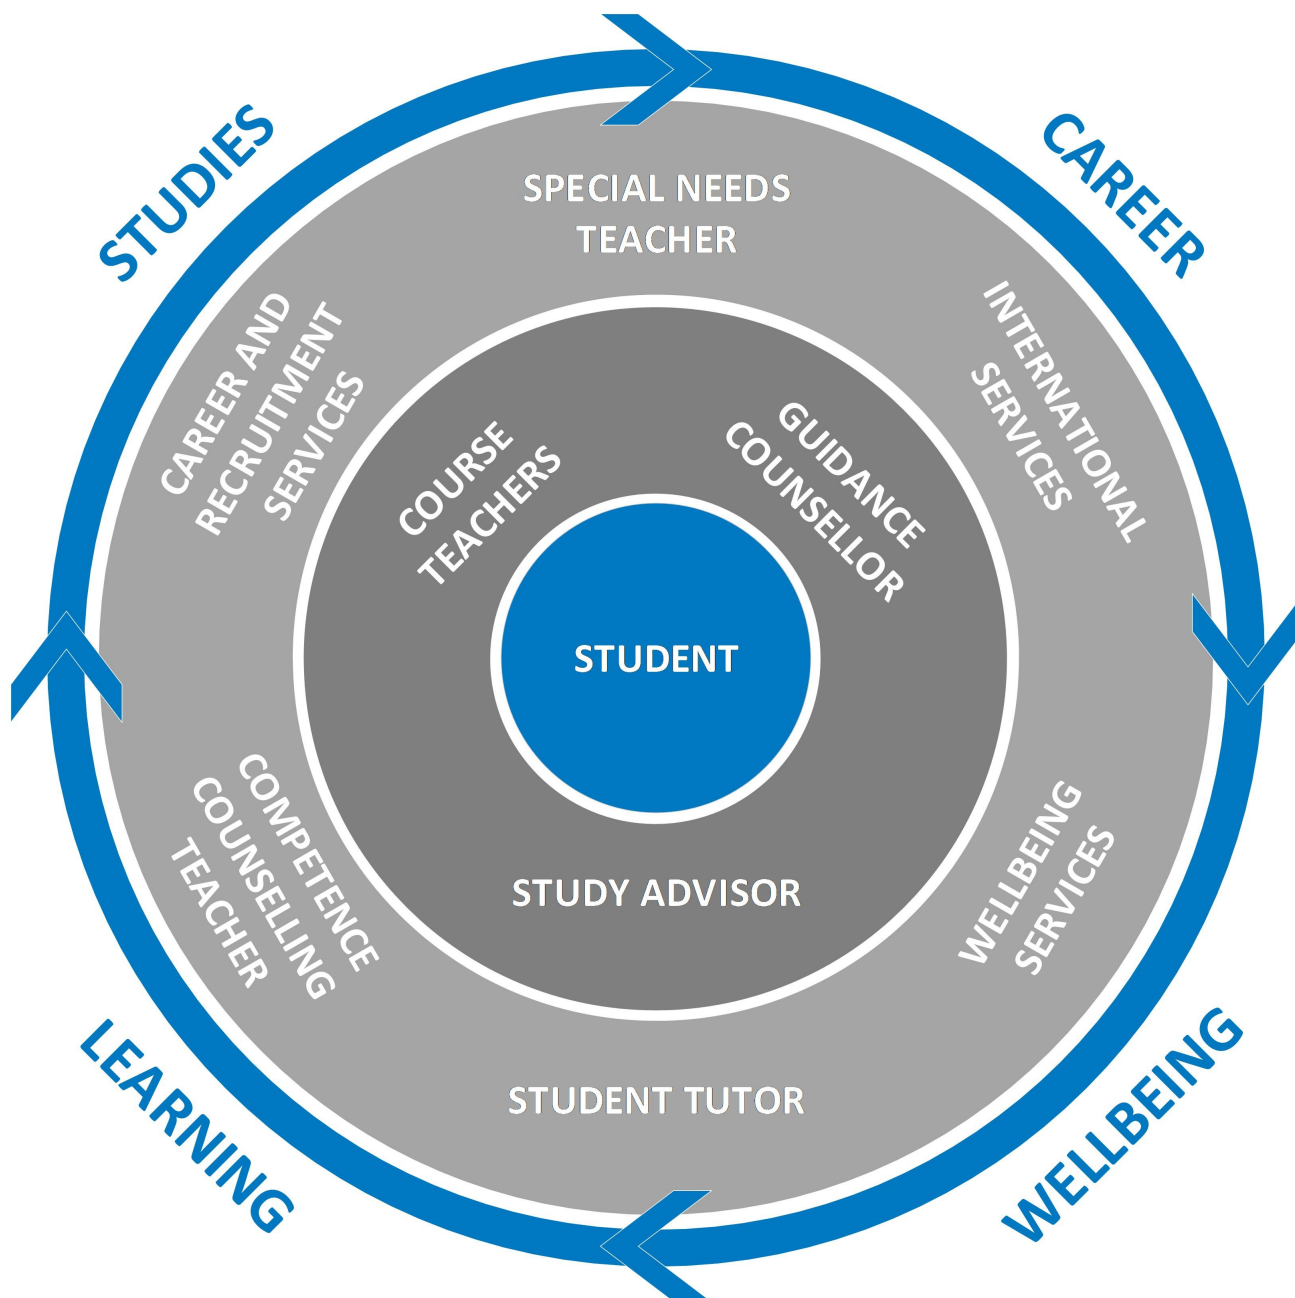 STUDIES
CAREER
SPECIAL NEEDS
TEACHER
CAREER AND
RECRUITMENT
SERVICES
INTERNATIONAL
SERVICES
COURSE
TEACHERS
GUIDANCE
COUNSELLOR
STUDENT
STUDY ADVISOR
COMPETENCE
COUNSELLING
TEACHER
WELLBEING
SERVICES
STUDENT TUTOR
LEARNING
WELLBEING